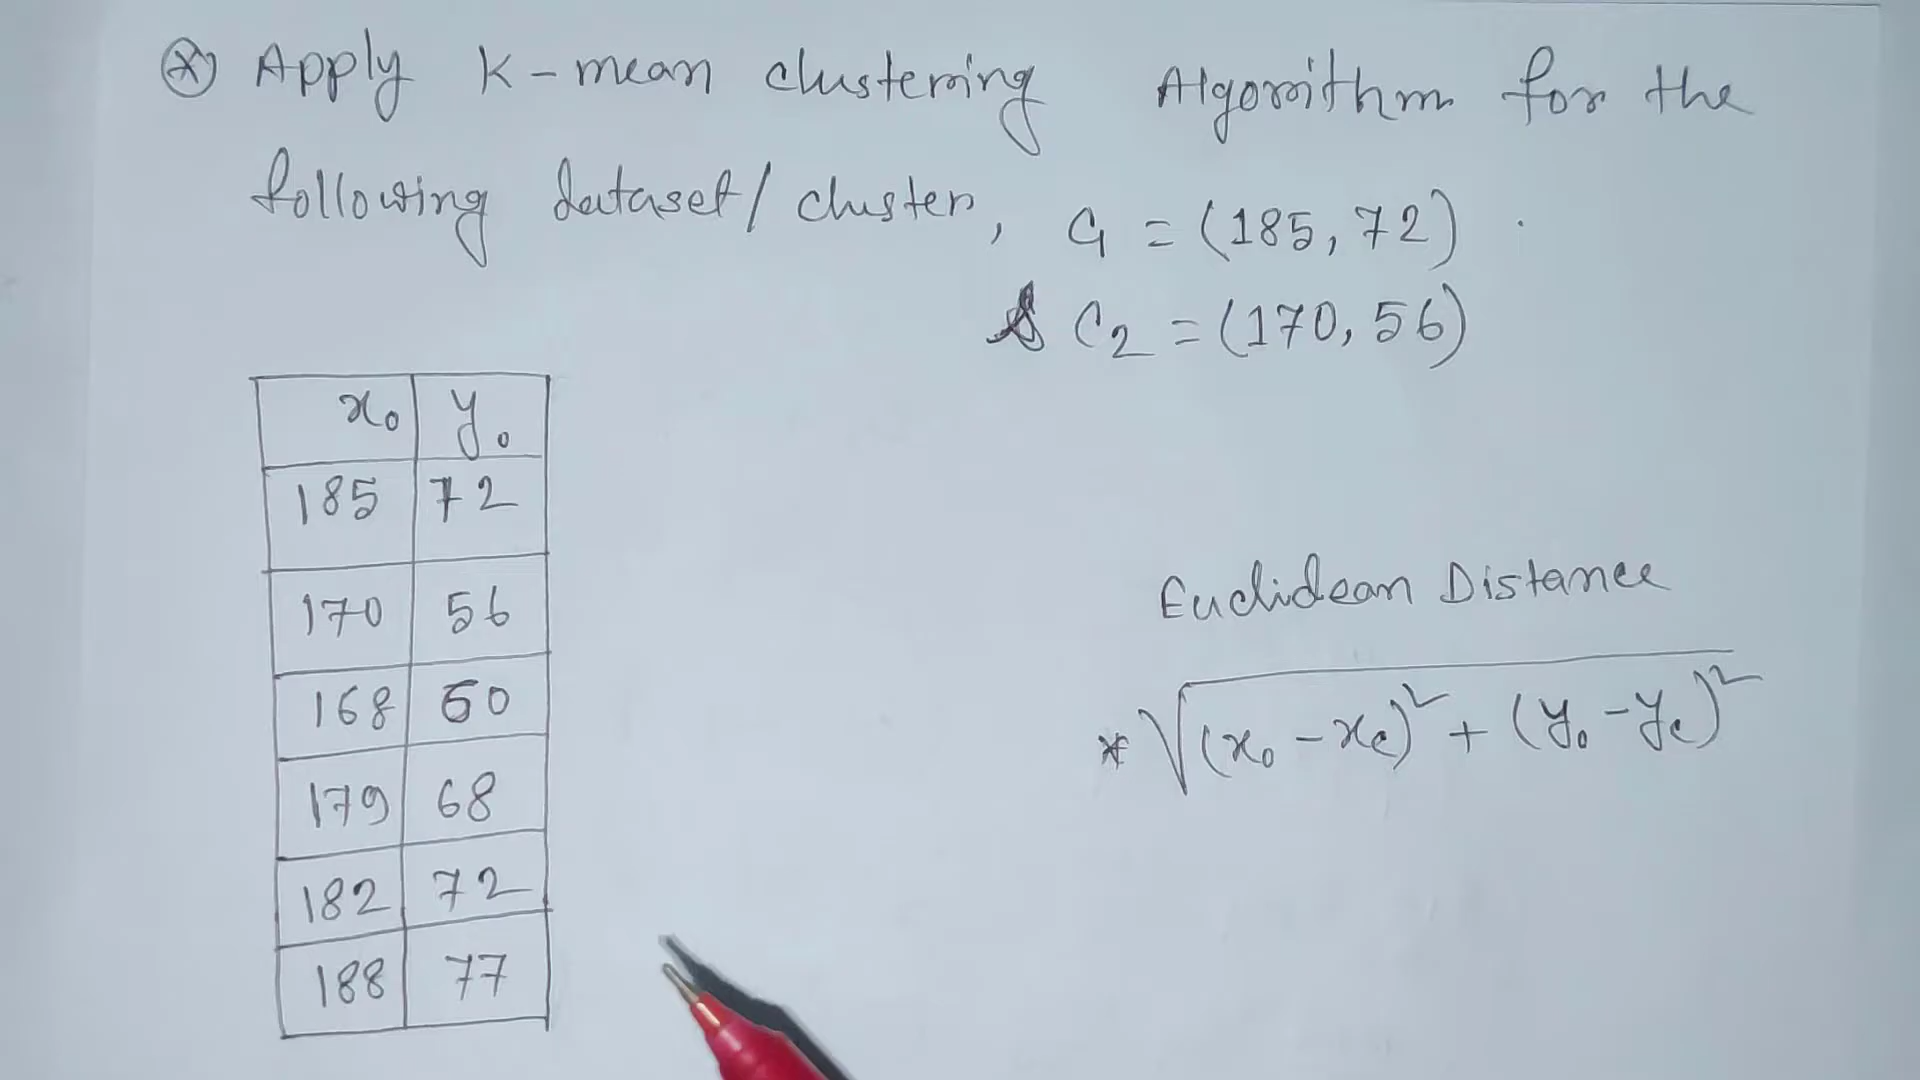 ⊗ Apply K-mean clustering Algorithm for the
following dataset/cluster, C1 = (185, 72)
& C2 = (170, 56)
x0 y0
185 72
170 56
168 60
179 68
182 72
188 77
Euclidean Distance
* √(x0 - xc)² + (y0 - yc)²